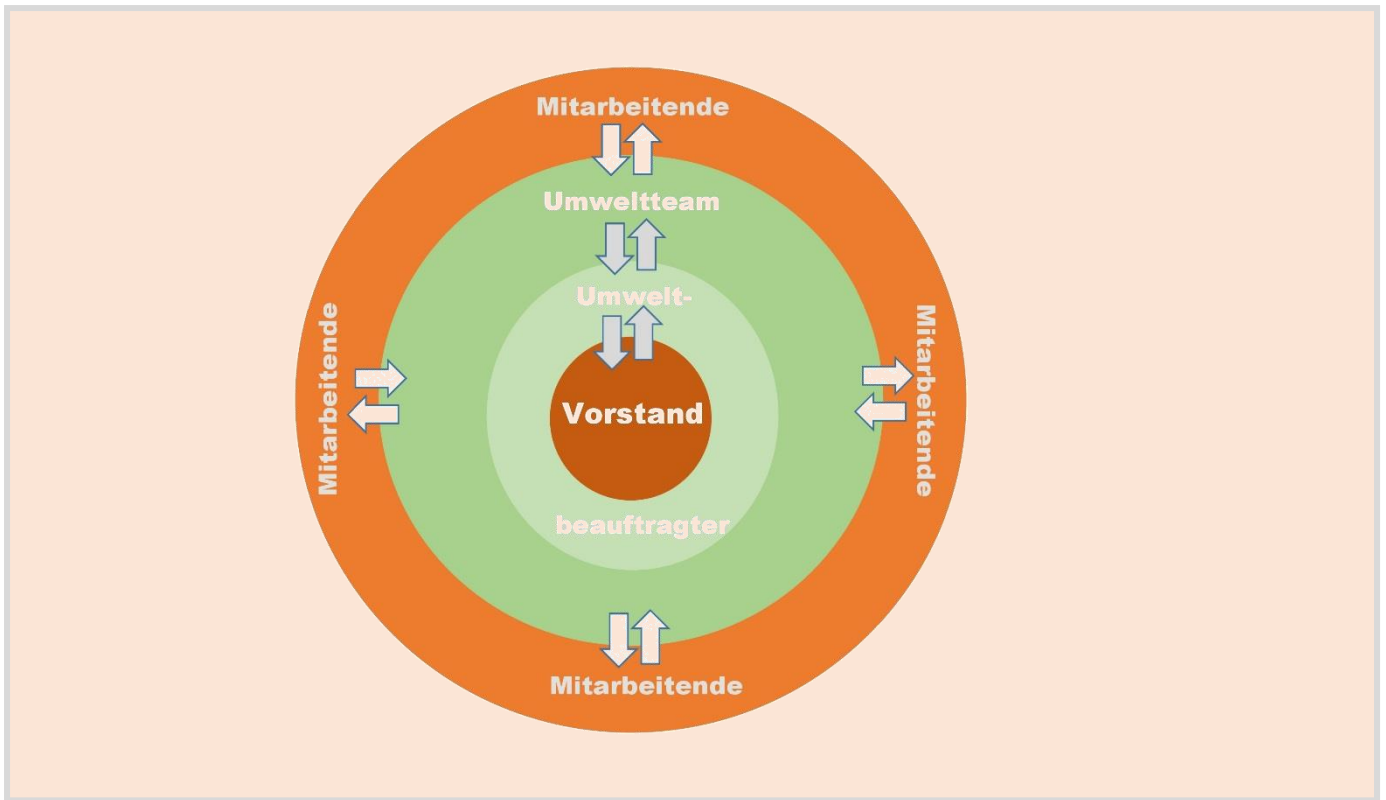 Mitarbeitende
Umweltteam
Umwelt-
Mitarbeitende
Mitarbeitende
Vorstand
beauftragter
Mitarbeitende